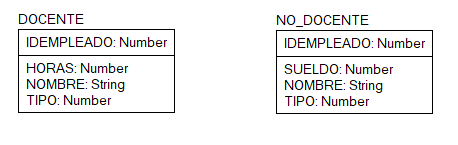 DOCENTE
IDEMPLEADO: Number
HORAS: Number
NOMBRE: String
TIPO: Number
NO_DOCENTE
IDEMPLEADO: Number
SUELDO: Number
NOMBRE: String
TIPO: Number